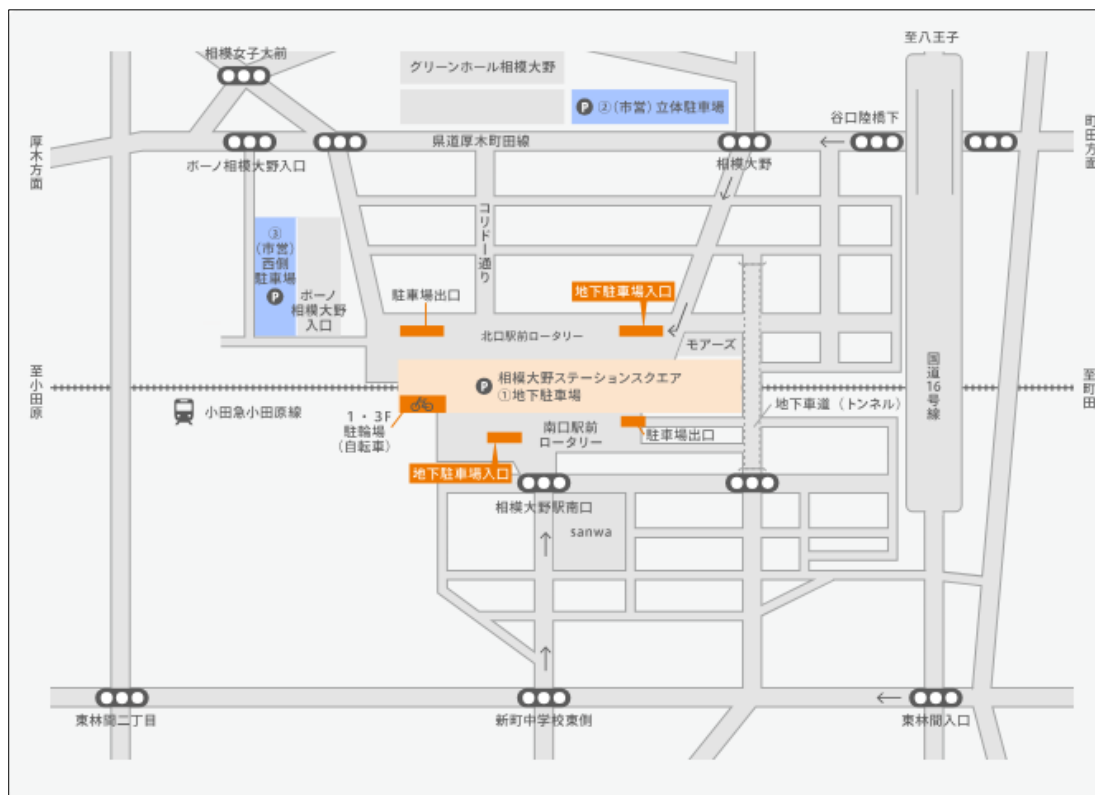 至八王子
相模女子大前
グリーンホール相模大野
P ②(市営)立体駐車場
谷口陸橋下
町田方面
厚木方面
県道厚木町田線
ボーノ相模大野入口
相模大野
コリドー通り
③
(市営)
西側
駐車場
P
ボーノ
相模大野
入口
駐車場出口
地下駐車場入口
北口駅前ロータリー
モアーズ
国道16号線
至小田原
至町田
P 相模大野ステーションスクエア
①地下駐車場
小田急小田原線
1・3F
駐輪場
(自転車)
地下車道(トンネル)
南口駅前
ロータリー
駐車場出口
地下駐車場入口
相模大野駅南口
sanwa
東林間二丁目
新町中学校東側
東林間入口